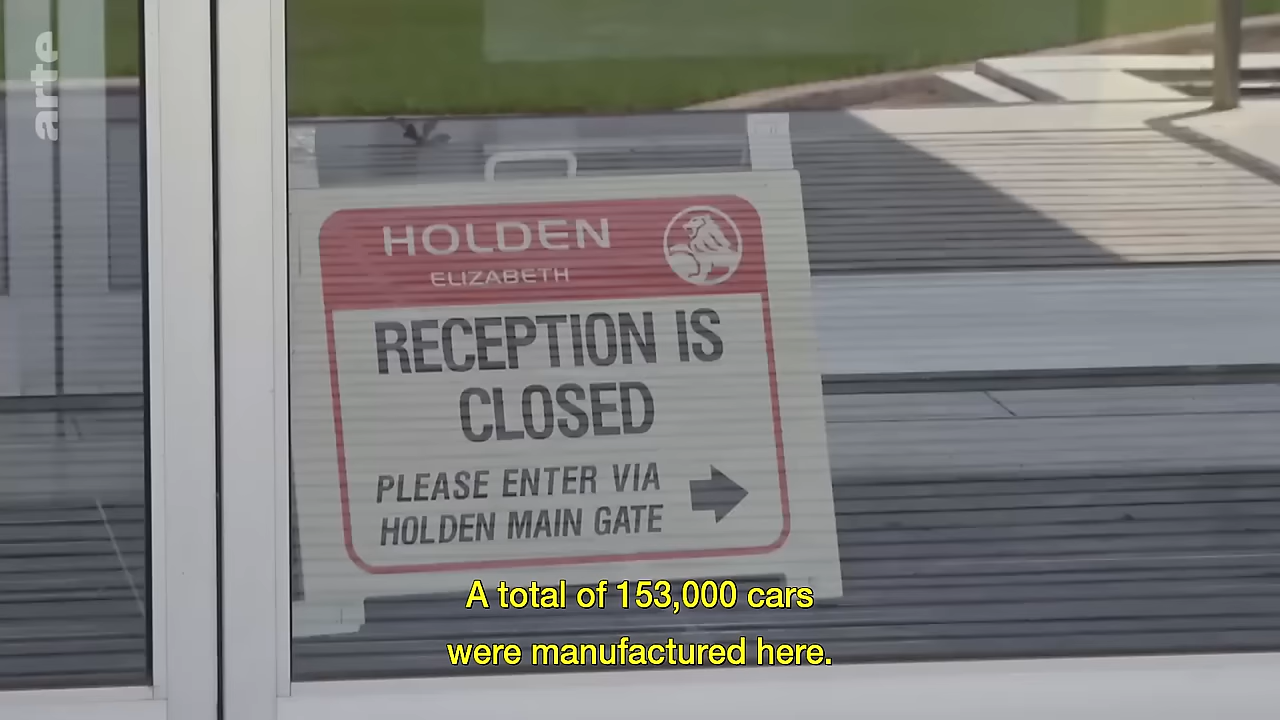 arte
HOLDEN
ELIZABETH
RECEPTION IS
CLOSED
PLEASE ENTER VIA
HOLDEN MAIN GATE
A total of 153,000 cars
were manufactured here.